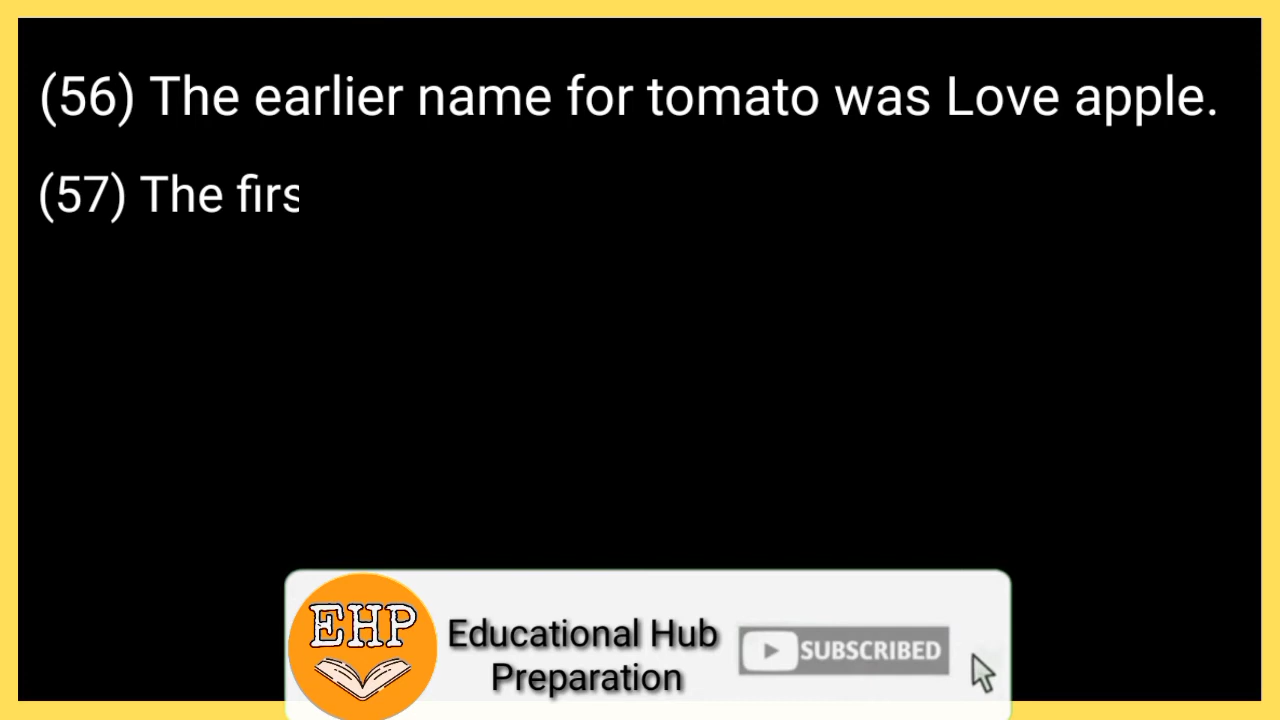 (56) The earlier name for tomato was Love apple.
(57) The firs
EHP
Educational Hub
Preparation
SUBSCRIBED